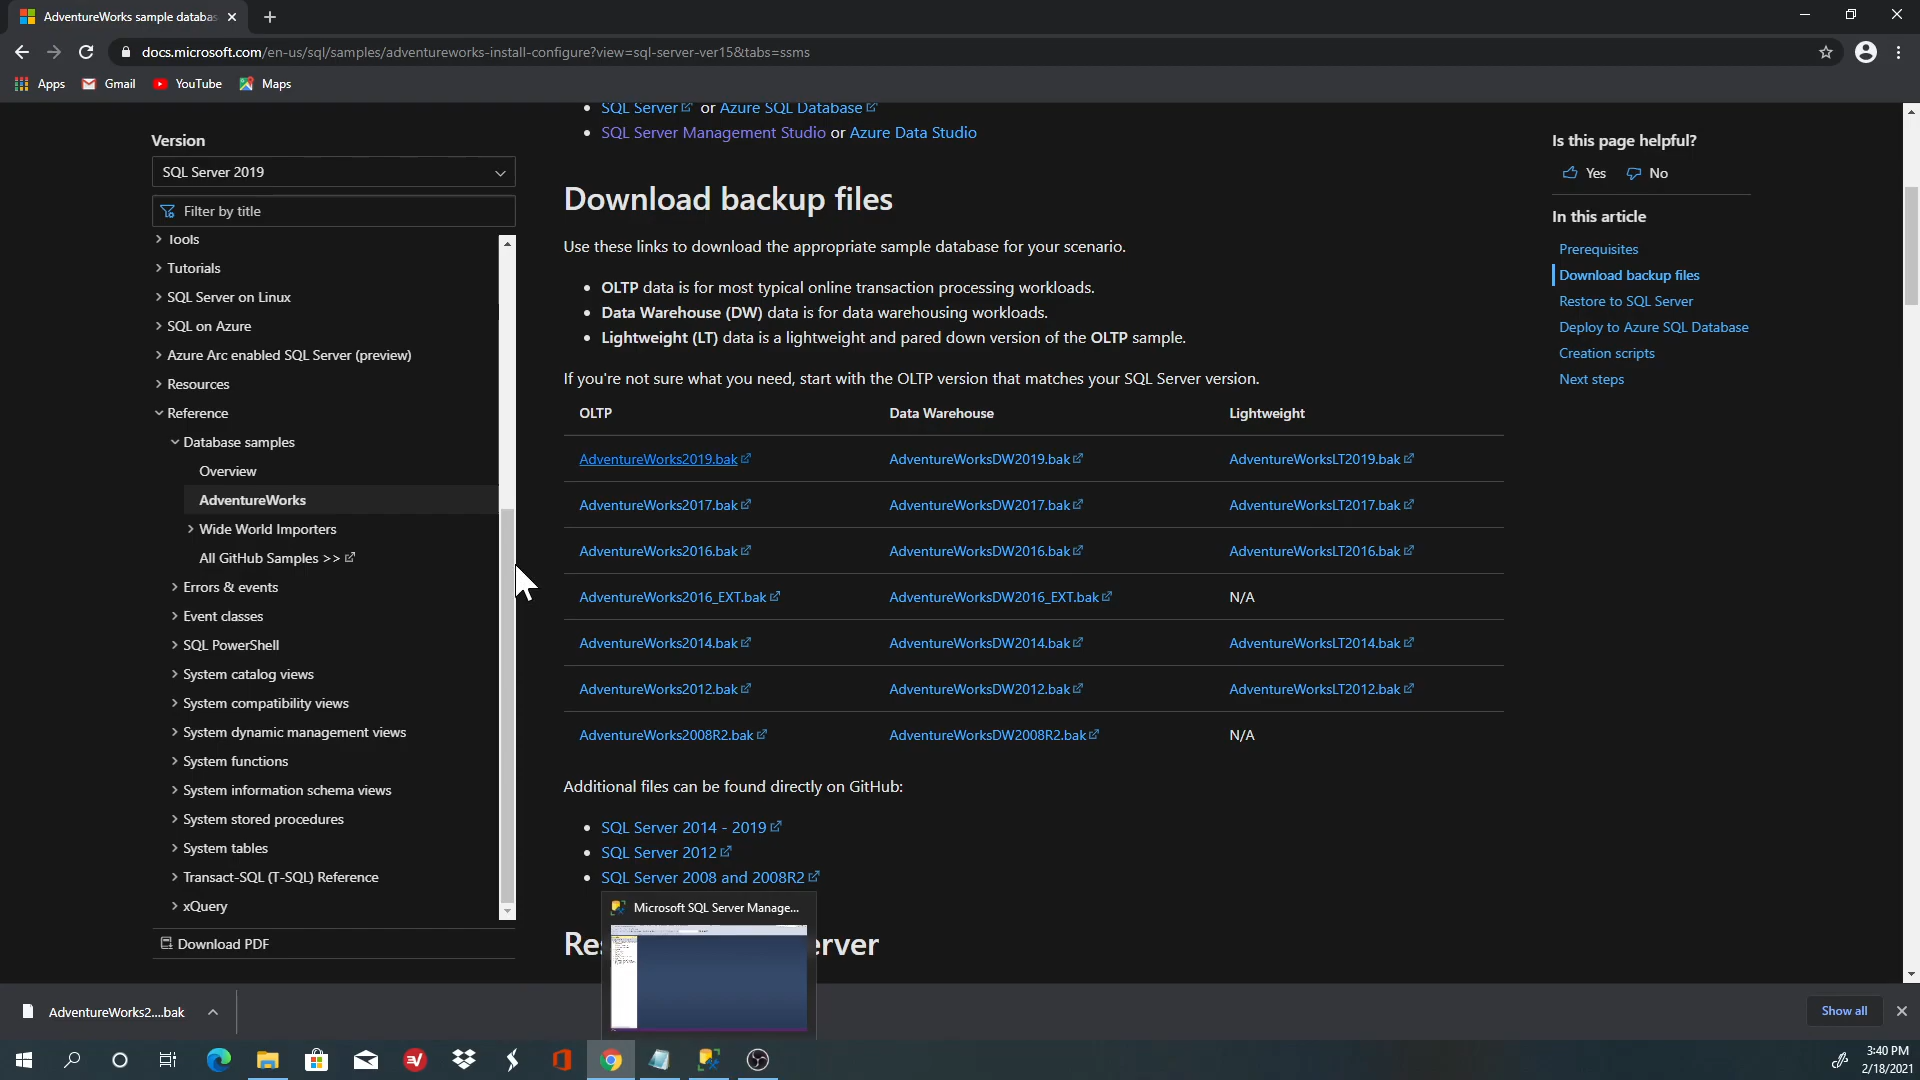 AdventureWorks sample databas
docs.microsoft.com/en-us/sql/samples/adventureworks-install-configure?view=sql-server-ver15&tabs=ssms
Apps Gmail YouTube Maps
Version
SQL Server 2019
Filter by title
Tools
Tutorials
SQL Server on Linux
SQL on Azure
Azure Arc enabled SQL Server (preview)
Resources
Reference
Database samples
Overview
AdventureWorks
Wide World Importers
All GitHub Samples >>
Errors & events
Event classes
SQL PowerShell
System catalog views
System compatibility views
System dynamic management views
System functions
System information schema views
System stored procedures
System tables
Transact-SQL (T-SQL) Reference
xQuery
Download PDF
SQL Server or Azure SQL Database
SQL Server Management Studio or Azure Data Studio
Download backup files
Use these links to download the appropriate sample database for your scenario.
OLTP data is for most typical online transaction processing workloads.
Data Warehouse (DW) data is for data warehousing workloads.
Lightweight (LT) data is a lightweight and pared down version of the OLTP sample.
If you're not sure what you need, start with the OLTP version that matches your SQL Server version.
OLTP Data Warehouse Lightweight
AdventureWorks2019.bak AdventureWorksDW2019.bak AdventureWorksLT2019.bak
AdventureWorks2017.bak AdventureWorksDW2017.bak AdventureWorksLT2017.bak
AdventureWorks2016.bak AdventureWorksDW2016.bak AdventureWorksLT2016.bak
AdventureWorks2016_EXT.bak AdventureWorksDW2016_EXT.bak N/A
AdventureWorks2014.bak AdventureWorksDW2014.bak AdventureWorksLT2014.bak
AdventureWorks2012.bak AdventureWorksDW2012.bak AdventureWorksLT2012.bak
AdventureWorks2008R2.bak AdventureWorksDW2008R2.bak N/A
Additional files can be found directly on GitHub:
SQL Server 2014 - 2019
SQL Server 2012
SQL Server 2008 and 2008R2
Microsoft SQL Server Manage...
Re erver
Is this page helpful?
Yes No
In this article
Prerequisites
Download backup files
Restore to SQL Server
Deploy to Azure SQL Database
Creation scripts
Next steps
AdventureWorks2....bak
Show all
3:40 PM
2/18/2021